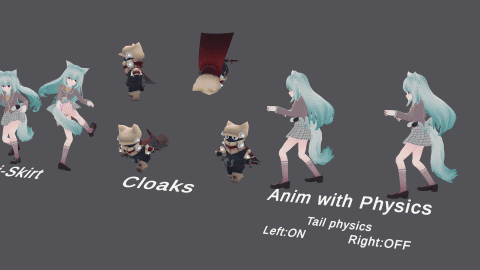 i-Skirt
Cloaks
Anim with Physics
Tail physics
Left:ON
Right:OFF